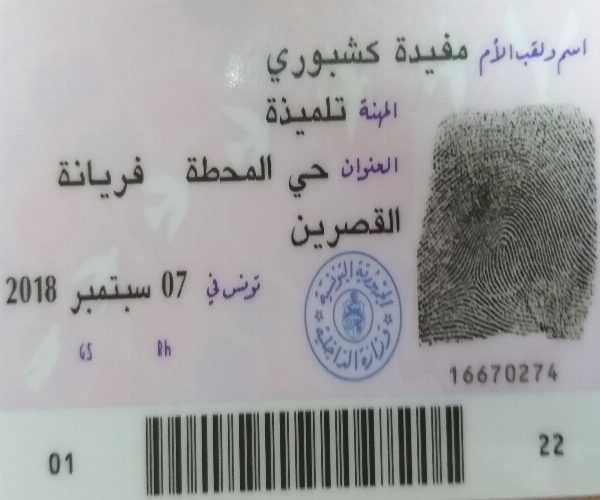 اسم ولقب الأم مفيدة كشبوري
المهنة تلميذة
العنوان حي المحطة فريانة
القصرين
تونس في 07 سبتمبر 2018
الجمهورية التونسية
وزارة الداخلية
GS Rh
16670274
01 22